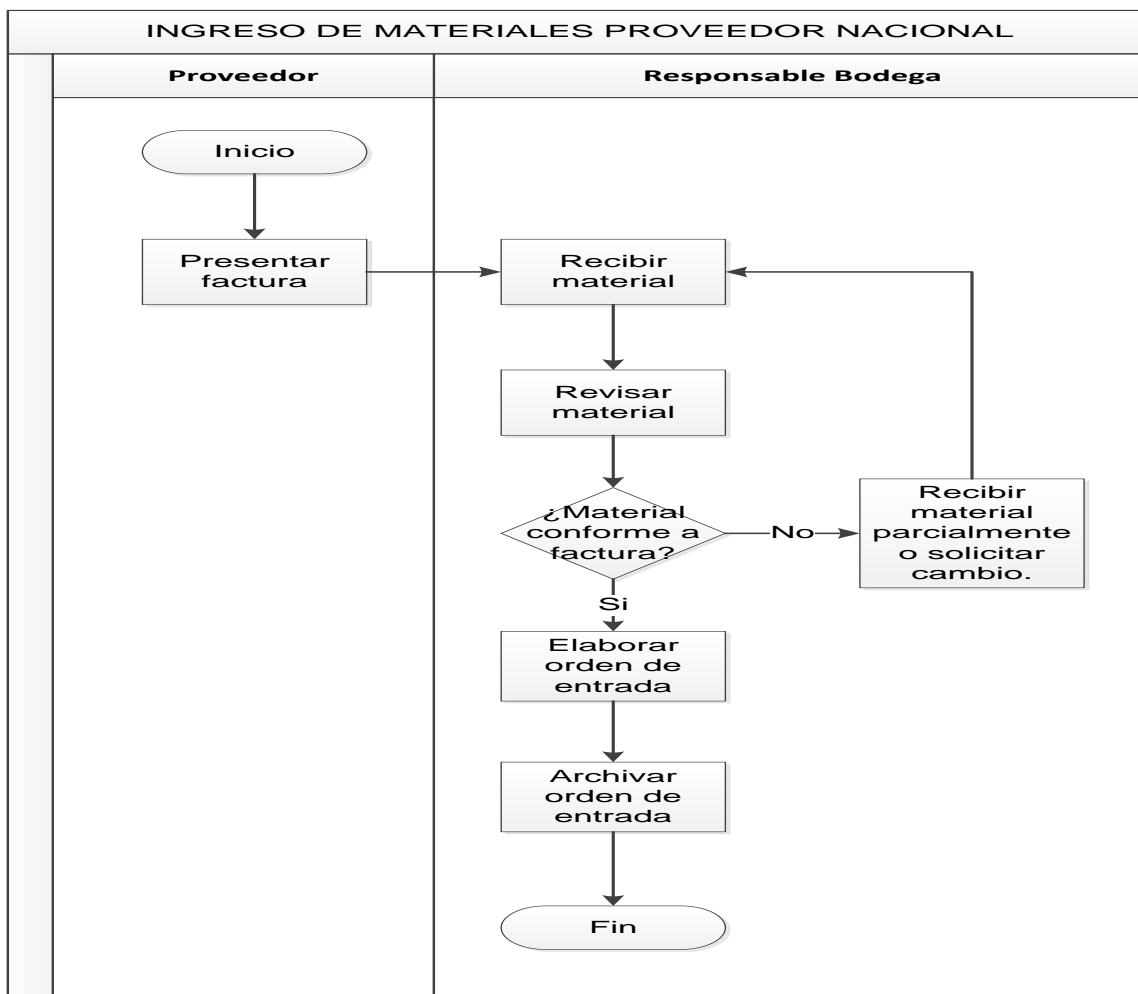 INGRESO DE MATERIALES PROVEEDOR NACIONAL
Proveedor
Responsable Bodega
Inicio
Presentar
factura
Recibir
material
Revisar
material
¿Material
conforme a
factura?
No
Recibir
material
parcialmente
o solicitar
cambio.
Si
Elaborar
orden de
entrada
Archivar
orden de
entrada
Fin